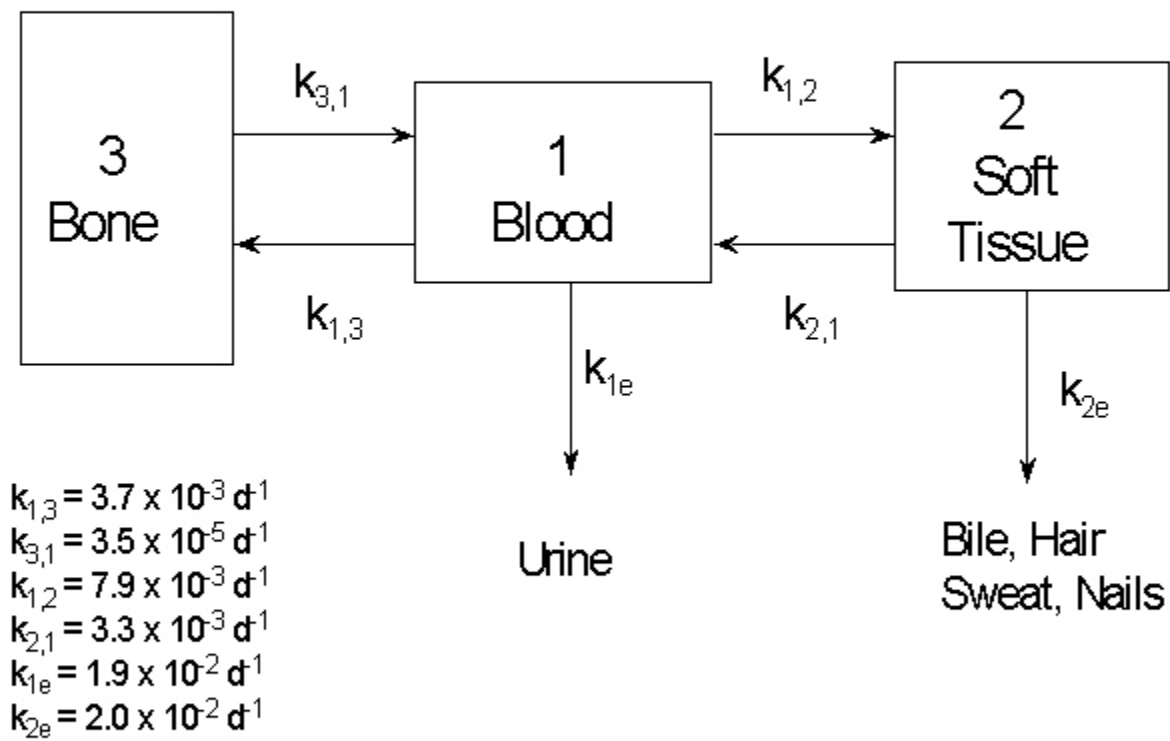 3
Bone
k₃,₁
k₁,₃
1
Blood
k₁,₂
k₂,₁
2
Soft
Tissue
k₁ₑ
k₂ₑ
Urine
Bile, Hair
Sweat, Nails
k₁,₃ = 3.7 x 10⁻³ d⁻¹
k₃,₁ = 3.5 x 10⁻⁵ d⁻¹
k₁,₂ = 7.9 x 10⁻³ d⁻¹
k₂,₁ = 3.3 x 10⁻³ d⁻¹
k₁ₑ = 1.9 x 10⁻² d⁻¹
k₂ₑ = 2.0 x 10⁻² d⁻¹